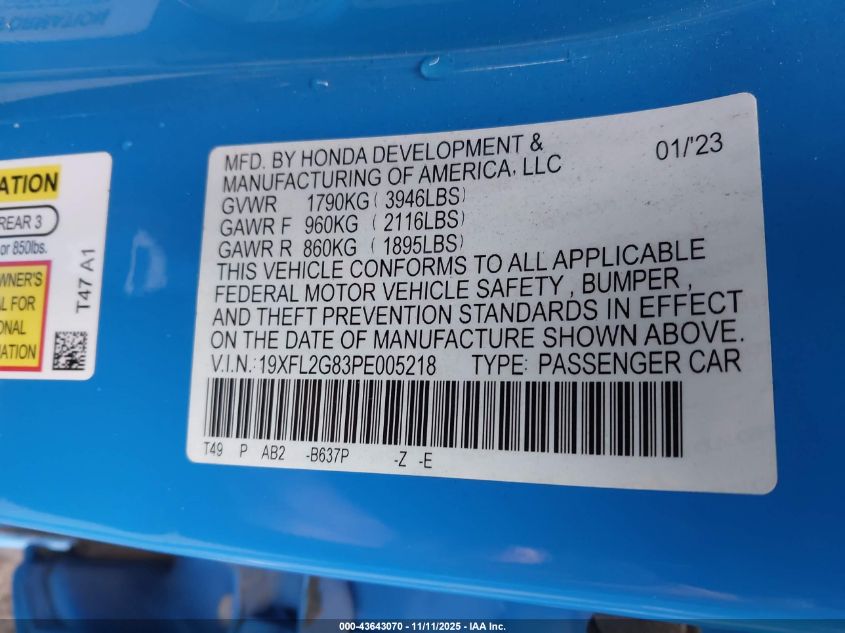 ATION
REAR 3
or 850lbs.
WNER'S
AL FOR
ONAL
MATION
T47 A1
MFD. BY HONDA DEVELOPMENT & 01/'23
MANUFACTURING OF AMERICA, LLC
GVWR 1790KG (3946LBS)
GAWR F 960KG (2116LBS)
GAWR R 860KG (1895LBS)
THIS VEHICLE CONFORMS TO ALL APPLICABLE
FEDERAL MOTOR VEHICLE SAFETY, BUMPER,
AND THEFT PREVENTION STANDARDS IN EFFECT
ON THE DATE OF MANUFACTURE SHOWN ABOVE.
V.I.N.: 19XFL2G83PE005218 TYPE: PASSENGER CAR
T49 P AB2 -B637P -Z -E
000-43643070 - 11/11/2025 - IAA Inc.